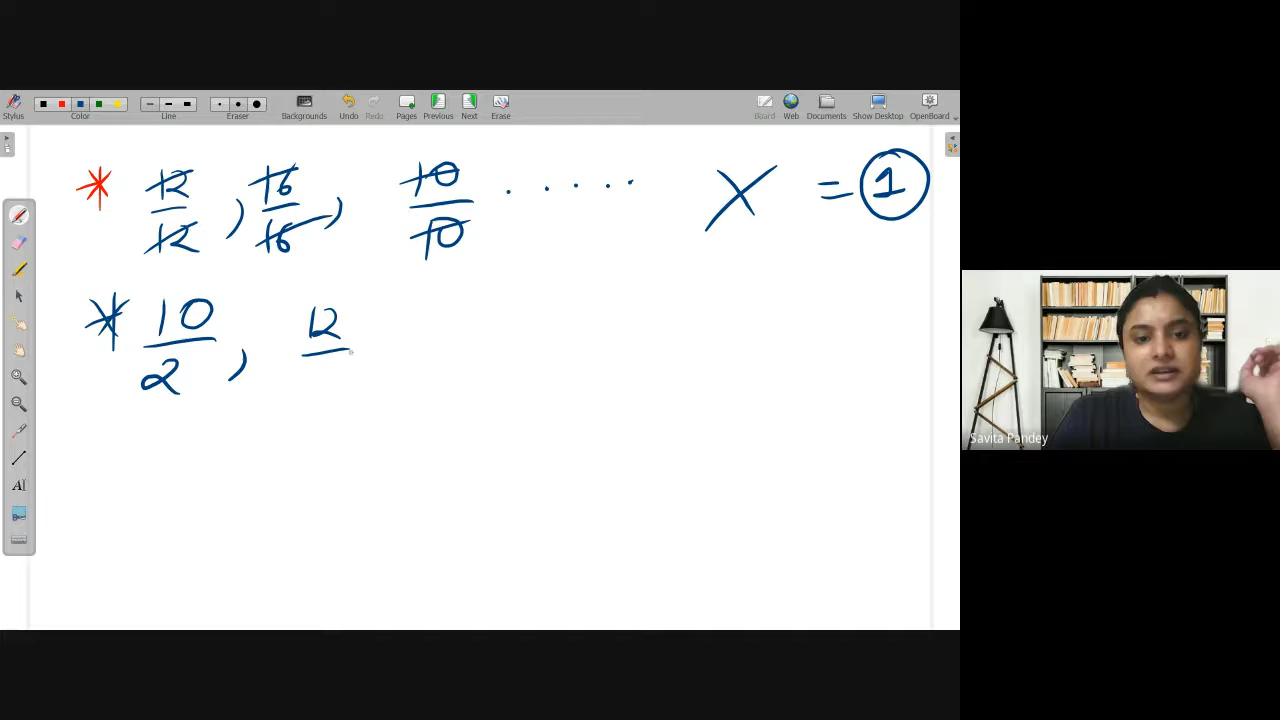 Stylus Color Line Eraser Backgrounds Undo Redo Pages Previous Next Erase Board Web Documents Show Desktop OpenBoard
* 12/12, 16/16, 10/10 ..... X = 1
* 10/2, 12/
Savita Pandey